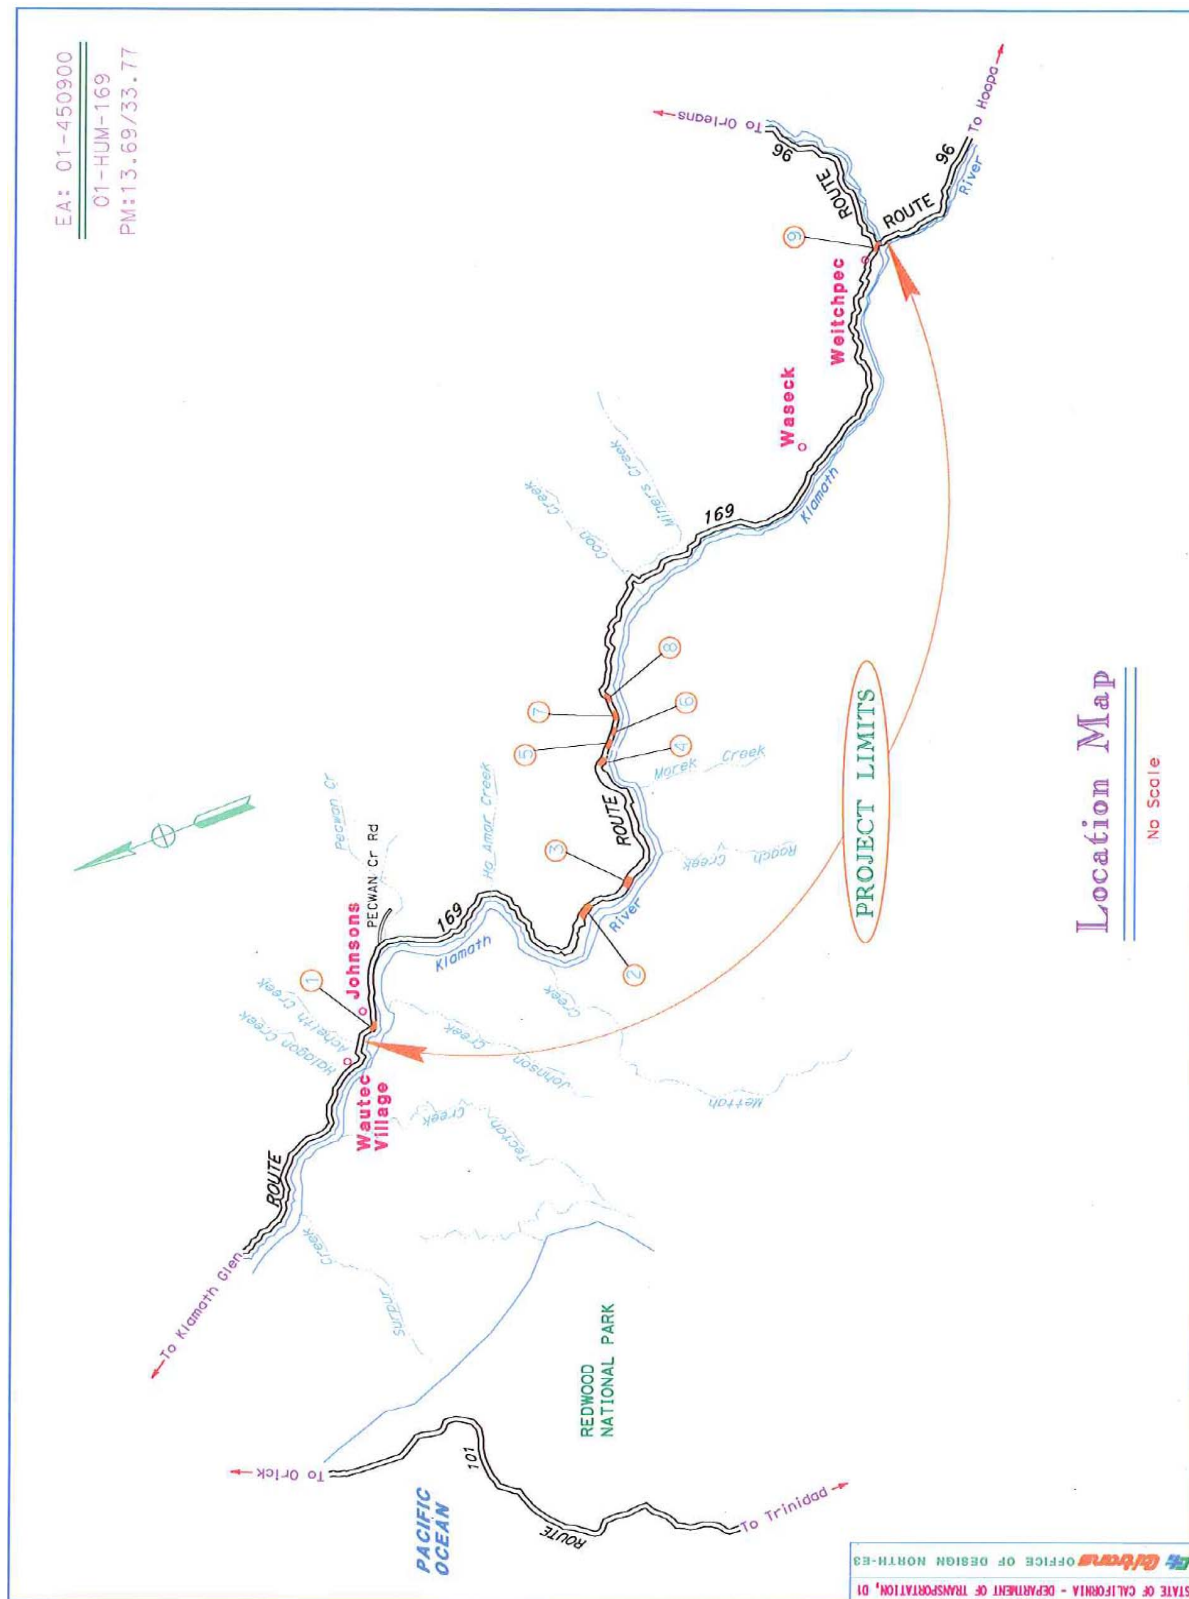 EA: 01-450900
01-HUM-169
PM:13.69/33.77
To Orleans
To Hoopa
96
ROUTE
96
ROUTE
River
9
Weitchpec
Waseck
Klamath
169
Miners Creek
Coon Creek
8
7
6
5
4
Morek Creek
ROUTE
3
Roach Creek
River
2
Ho Amar Creek
Pecwan Cr
PECWAN Cr Rd
169
Klamath
Johnsons
1
Achelth Creek
Halagon Creek
Wautec
Village
Mettah Creek
Johnson Creek
Tectah Creek
ROUTE
Surpur Creek
To Klamath Glen
PROJECT LIMITS
Location Map
No Scale
REDWOOD
NATIONAL PARK
To Orick
101
ROUTE
To Trinidad
PACIFIC
OCEAN
Caltrans OFFICE OF DESIGN NORTH-E3
STATE OF CALIFORNIA - DEPARTMENT OF TRANSPORTATION, D1